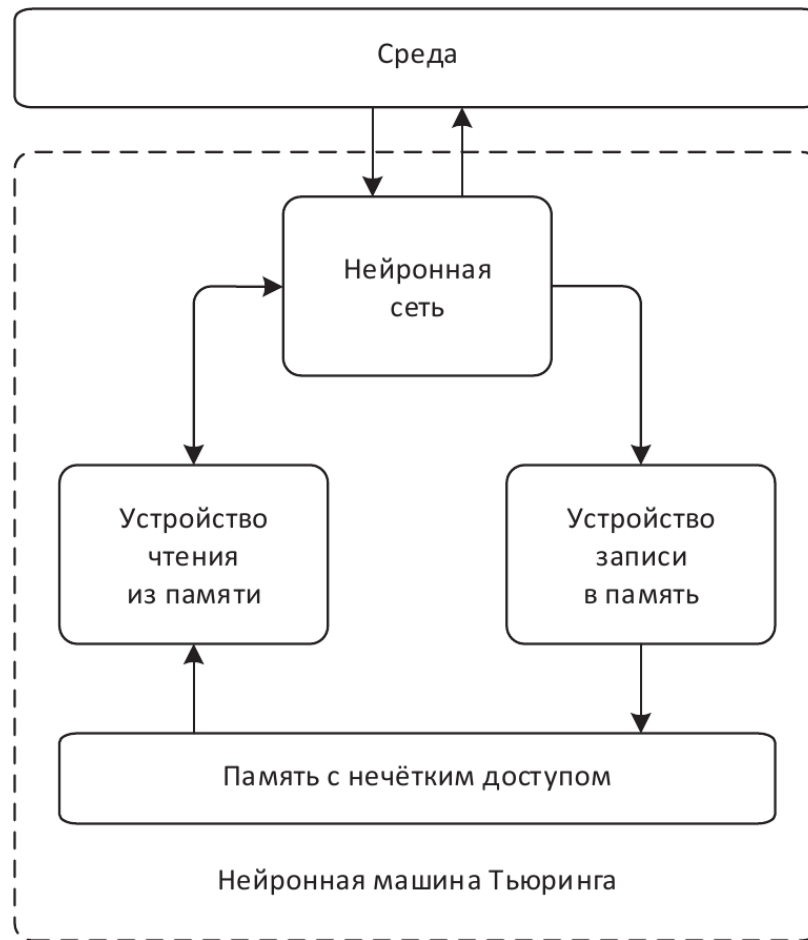 Среда
Нейронная
сеть
Устройство
чтения
из памяти
Устройство
записи
в память
Память с нечётким доступом
Нейронная машина Тьюринга